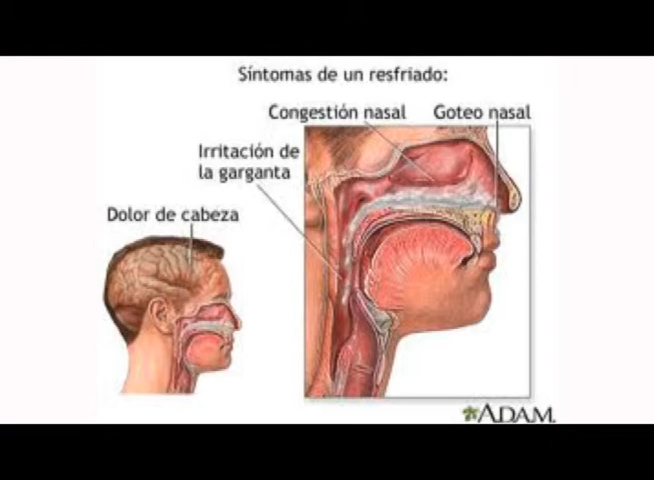 Síntomas de un resfriado:
Congestión nasal
Goteo nasal
Irritación de
la garganta
Dolor de cabeza
ADAM.